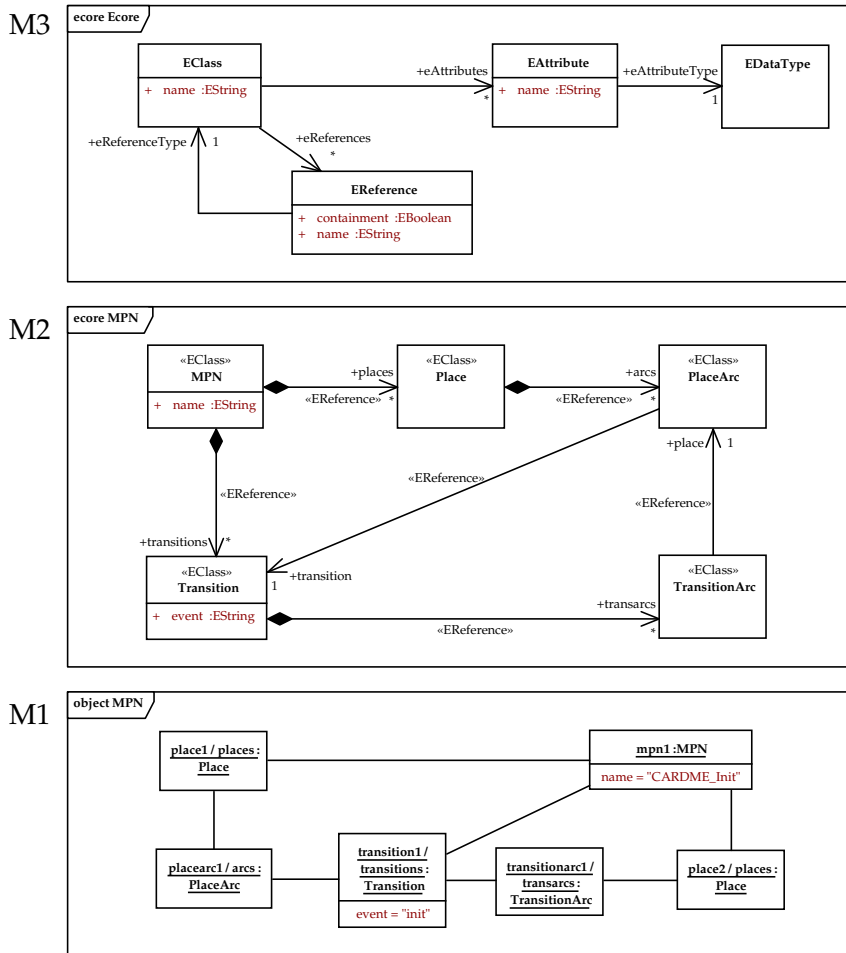 M3
ecore Ecore
EClass
+ name :EString
+eAttributes
*
EAttribute
+ name :EString
+eAttributeType
1
EDataType
+eReferenceType
1
+eReferences
*
EReference
+ containment :EBoolean
+ name :EString
M2
ecore MPN
«EClass»
MPN
+ name :EString
+places
«EReference»
*
«EClass»
Place
+arcs
«EReference»
*
«EClass»
PlaceArc
+place
1
«EReference»
«EReference»
«EReference»
+transitions
*
«EClass»
Transition
+ event :EString
1
+transition
+transarcs
«EReference»
*
«EClass»
TransitionArc
M1
object MPN
place1 / places :
Place
mpn1 :MPN
name = "CARDME_Init"
placearc1 / arcs :
PlaceArc
transition1 /
transitions :
Transition
event = "init"
transitionarc1 /
transarcs :
TransitionArc
place2 / places :
Place